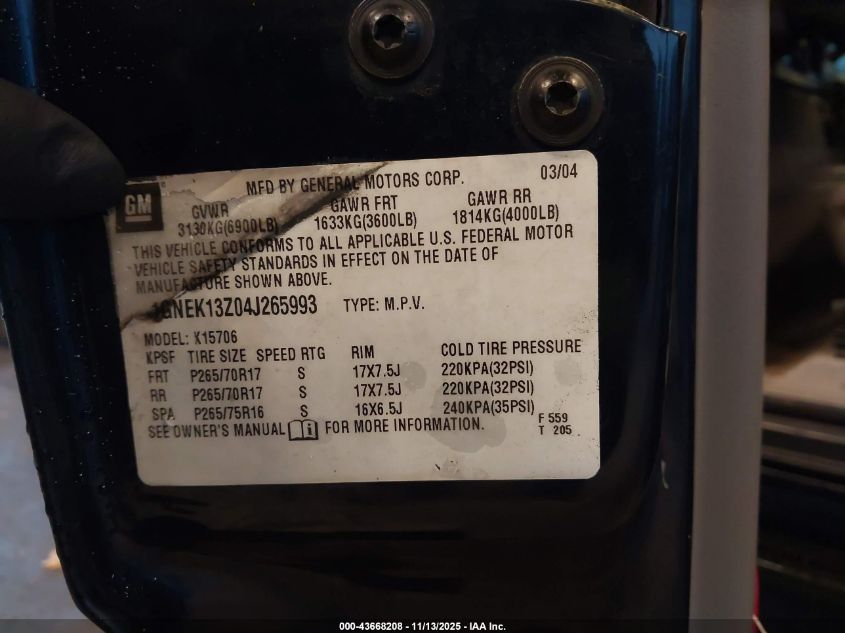 GM
MFD BY GENERAL MOTORS CORP. 03/04
GVWR GAWR FRT GAWR RR
3130KG(6900LB) 1633KG(3600LB) 1814KG(4000LB)
THIS VEHICLE CONFORMS TO ALL APPLICABLE U.S. FEDERAL MOTOR
VEHICLE SAFETY STANDARDS IN EFFECT ON THE DATE OF
MANUFACTURE SHOWN ABOVE.
1GNEK13Z04J265993 TYPE: M.P.V.
MODEL: K15706
KPSF TIRE SIZE SPEED RTG RIM COLD TIRE PRESSURE
FRT P265/70R17 S 17X7.5J 220KPA(32PSI)
RR P265/70R17 S 17X7.5J 220KPA(32PSI)
SPA P265/75R16 S 16X6.5J 240KPA(35PSI)
SEE OWNER'S MANUAL FOR MORE INFORMATION.
F 559
T 205
000-43668208 - 11/13/2025 - IAA Inc.